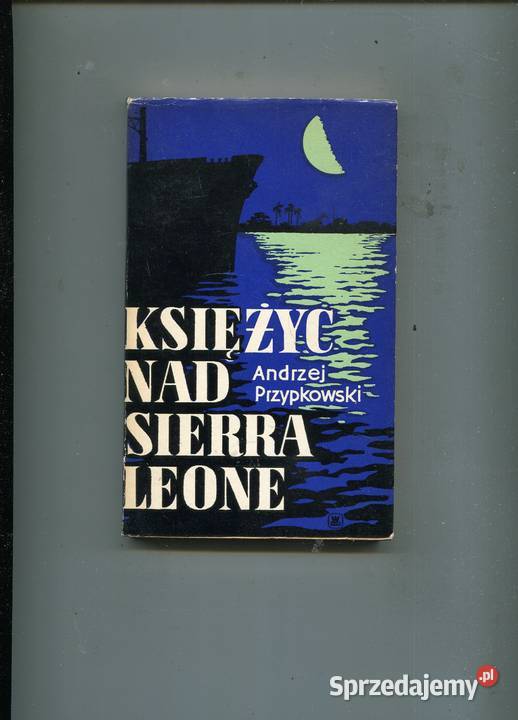 KSIĘŻYC
NAD
Andrzej
Przypkowski
SIERRA
LEONE
Sprzedajemy.pl